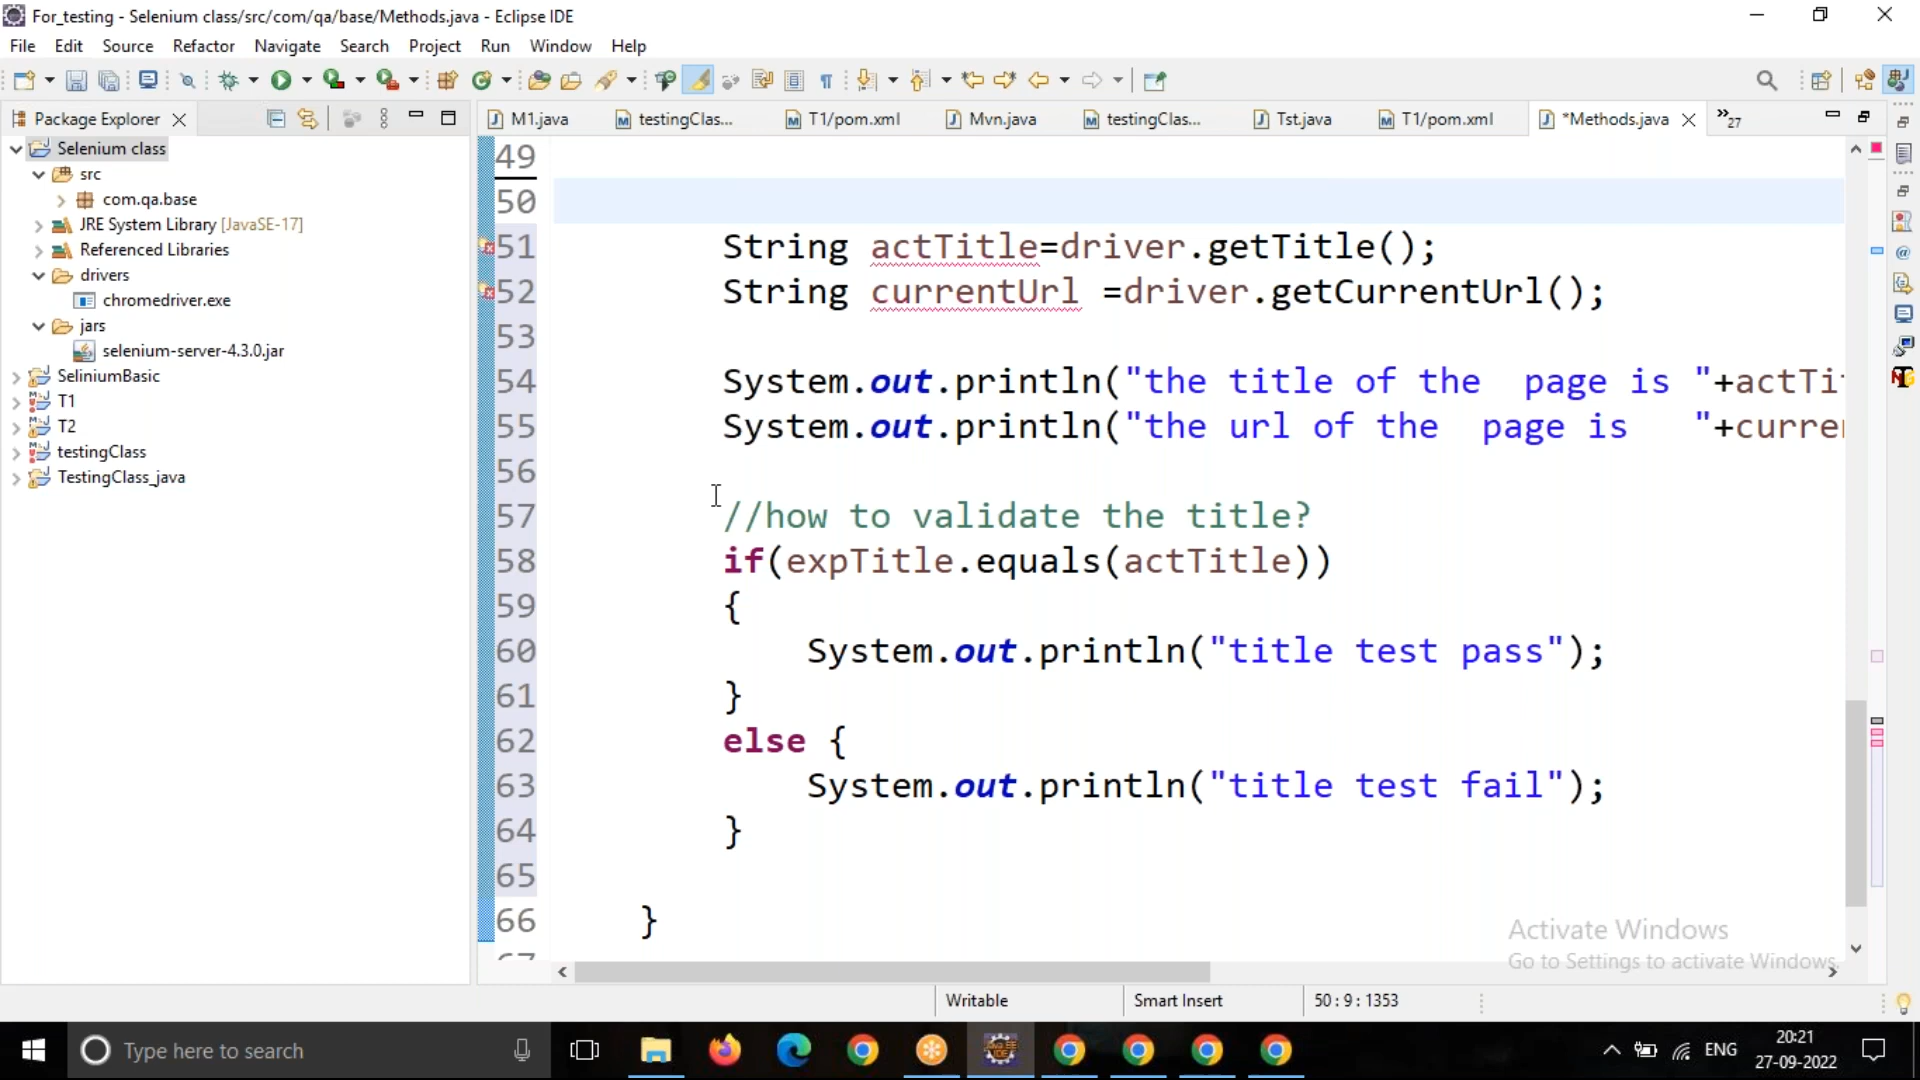 For_testing - Selenium class/src/com/qa/base/Methods.java - Eclipse IDE
File Edit Source Refactor Navigate Search Project Run Window Help
Package Explorer
M1.java testingClas... T1/pom.xml Mvn.java testingClas... Tst.java T1/pom.xml *Methods.java »27
Selenium class
src
com.qa.base
JRE System Library [JavaSE-17]
Referenced Libraries
drivers
chromedriver.exe
jars
selenium-server-4.3.0.jar
SeliniumBasic
T1
T2
testingClass
TestingClass_java
49
50
51 String actTitle=driver.getTitle();
52 String currentUrl =driver.getCurrentUrl();
53
54 System.out.println("the title of the  page is "+actTi
55 System.out.println("the url of the  page is   "+curre
56
57 //how to validate the title?
58 if(expTitle.equals(actTitle))
59 {
60 System.out.println("title test pass");
61 }
62 else {
63 System.out.println("title test fail");
64 }
65
66 }
Activate Windows
Go to Settings to activate Windows.
Writable Smart Insert 50 : 9 : 1353
Type here to search
ENG
20:21
27-09-2022